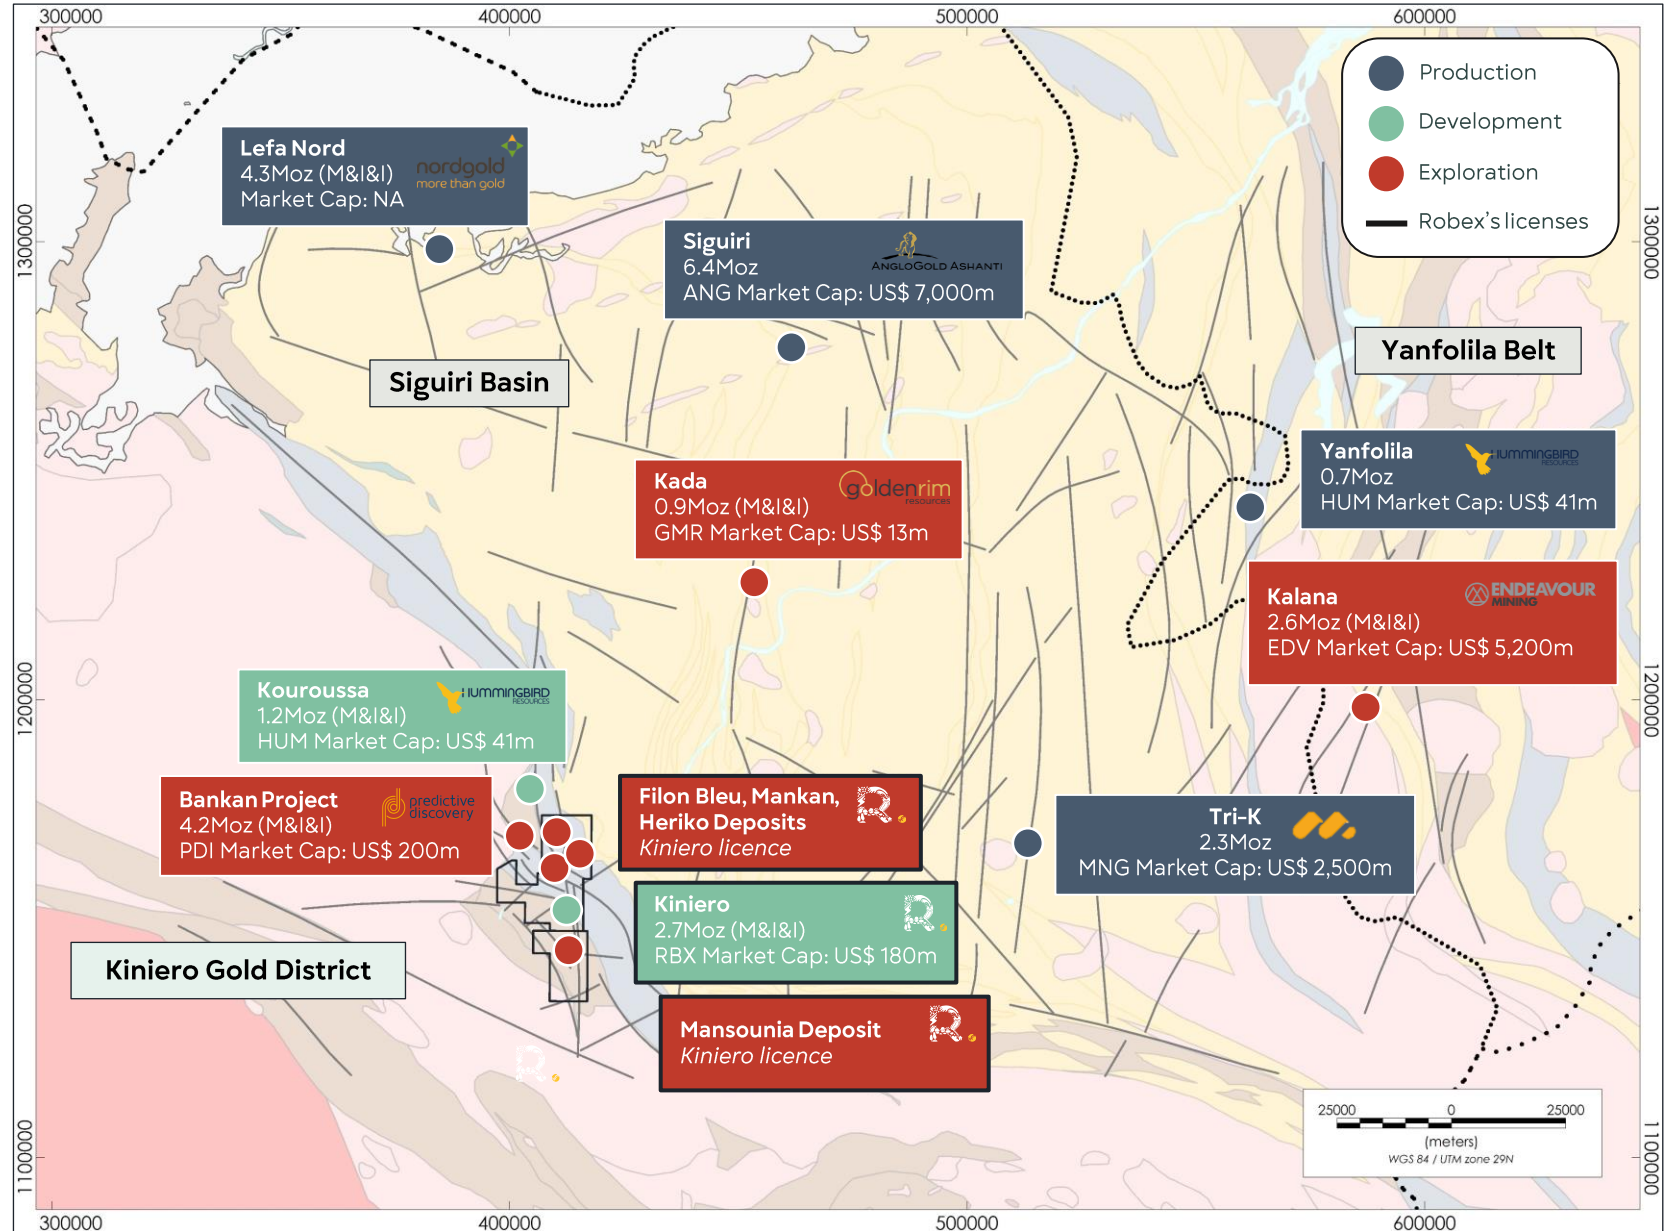 300000
400000
500000
600000
Production
Development
Exploration
Robex's licenses
Lefa Nord
4.3Moz (M&I&I)
Market Cap: NA
nordgold
more than gold
1300000
1300000
Siguiri
6.4Moz
ANG Market Cap: US$ 7,000m
ANGLOGOLD ASHANTI
Siguiri Basin
Yanfolila Belt
Yanfolila
0.7Moz
HUM Market Cap: US$ 41m
HUMMINGBIRD
RESOURCES
Kada
0.9Moz (M&I&I)
GMR Market Cap: US$ 13m
goldenrim
resources
Kalana
2.6Moz (M&I&I)
EDV Market Cap: US$ 5,200m
ENDEAVOUR
MINING
1200000
1200000
Kouroussa
1.2Moz (M&I&I)
HUM Market Cap: US$ 41m
HUMMINGBIRD
RESOURCES
Bankan Project
4.2Moz (M&I&I)
PDI Market Cap: US$ 200m
predictive
discovery
Filon Bleu, Mankan,
Heriko Deposits
Kiniero licence
R.
Tri-K
2.3Moz
MNG Market Cap: US$ 2,500m
Kiniero
2.7Moz (M&I&I)
RBX Market Cap: US$ 180m
R.
Kiniero Gold District
Mansounia Deposit
Kiniero licence
R.
R.
25000
0
25000
(meters)
WGS 84 / UTM zone 29N
1100000
1100000
300000
400000
500000
600000